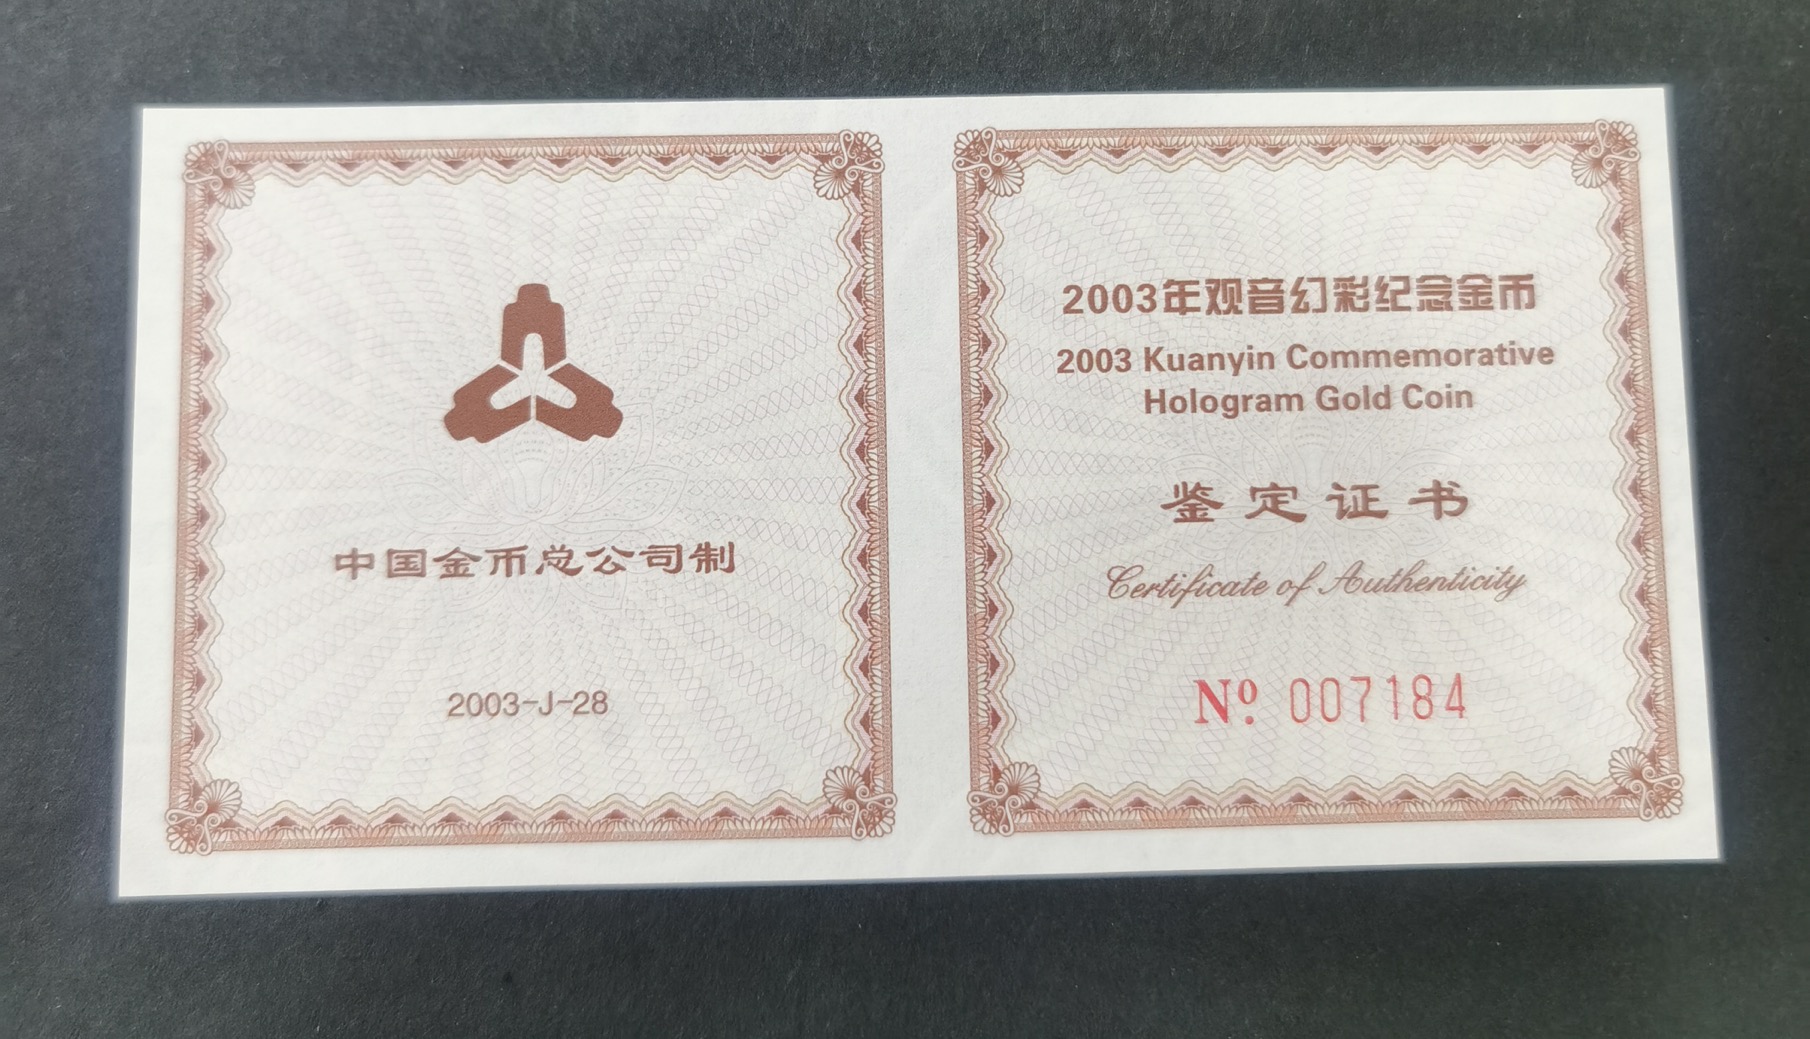 中国金币总公司制
2003-J-28
2003年观音幻彩纪念金币
2003 Kuanyin Commemorative
Hologram Gold Coin
鉴定证书
Certificate of Authenticity
Nº 007184